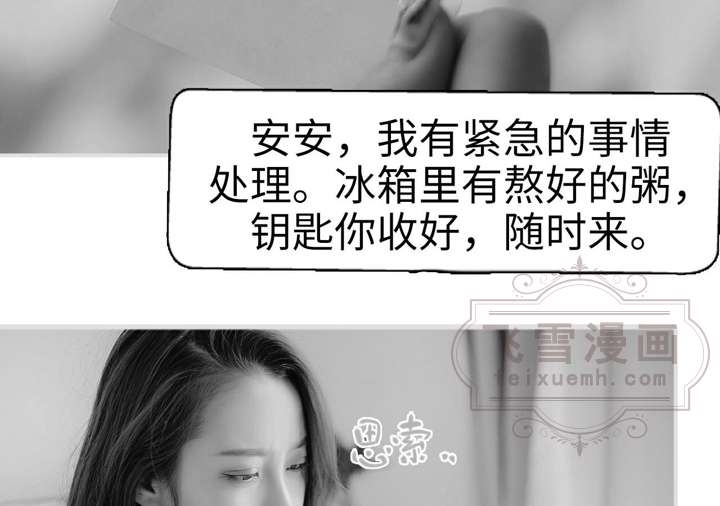 安安，我有紧急的事情
处理。冰箱里有熬好的粥，
钥匙你收好，随时来。
飞雪漫画
feixuemh.com
思索..